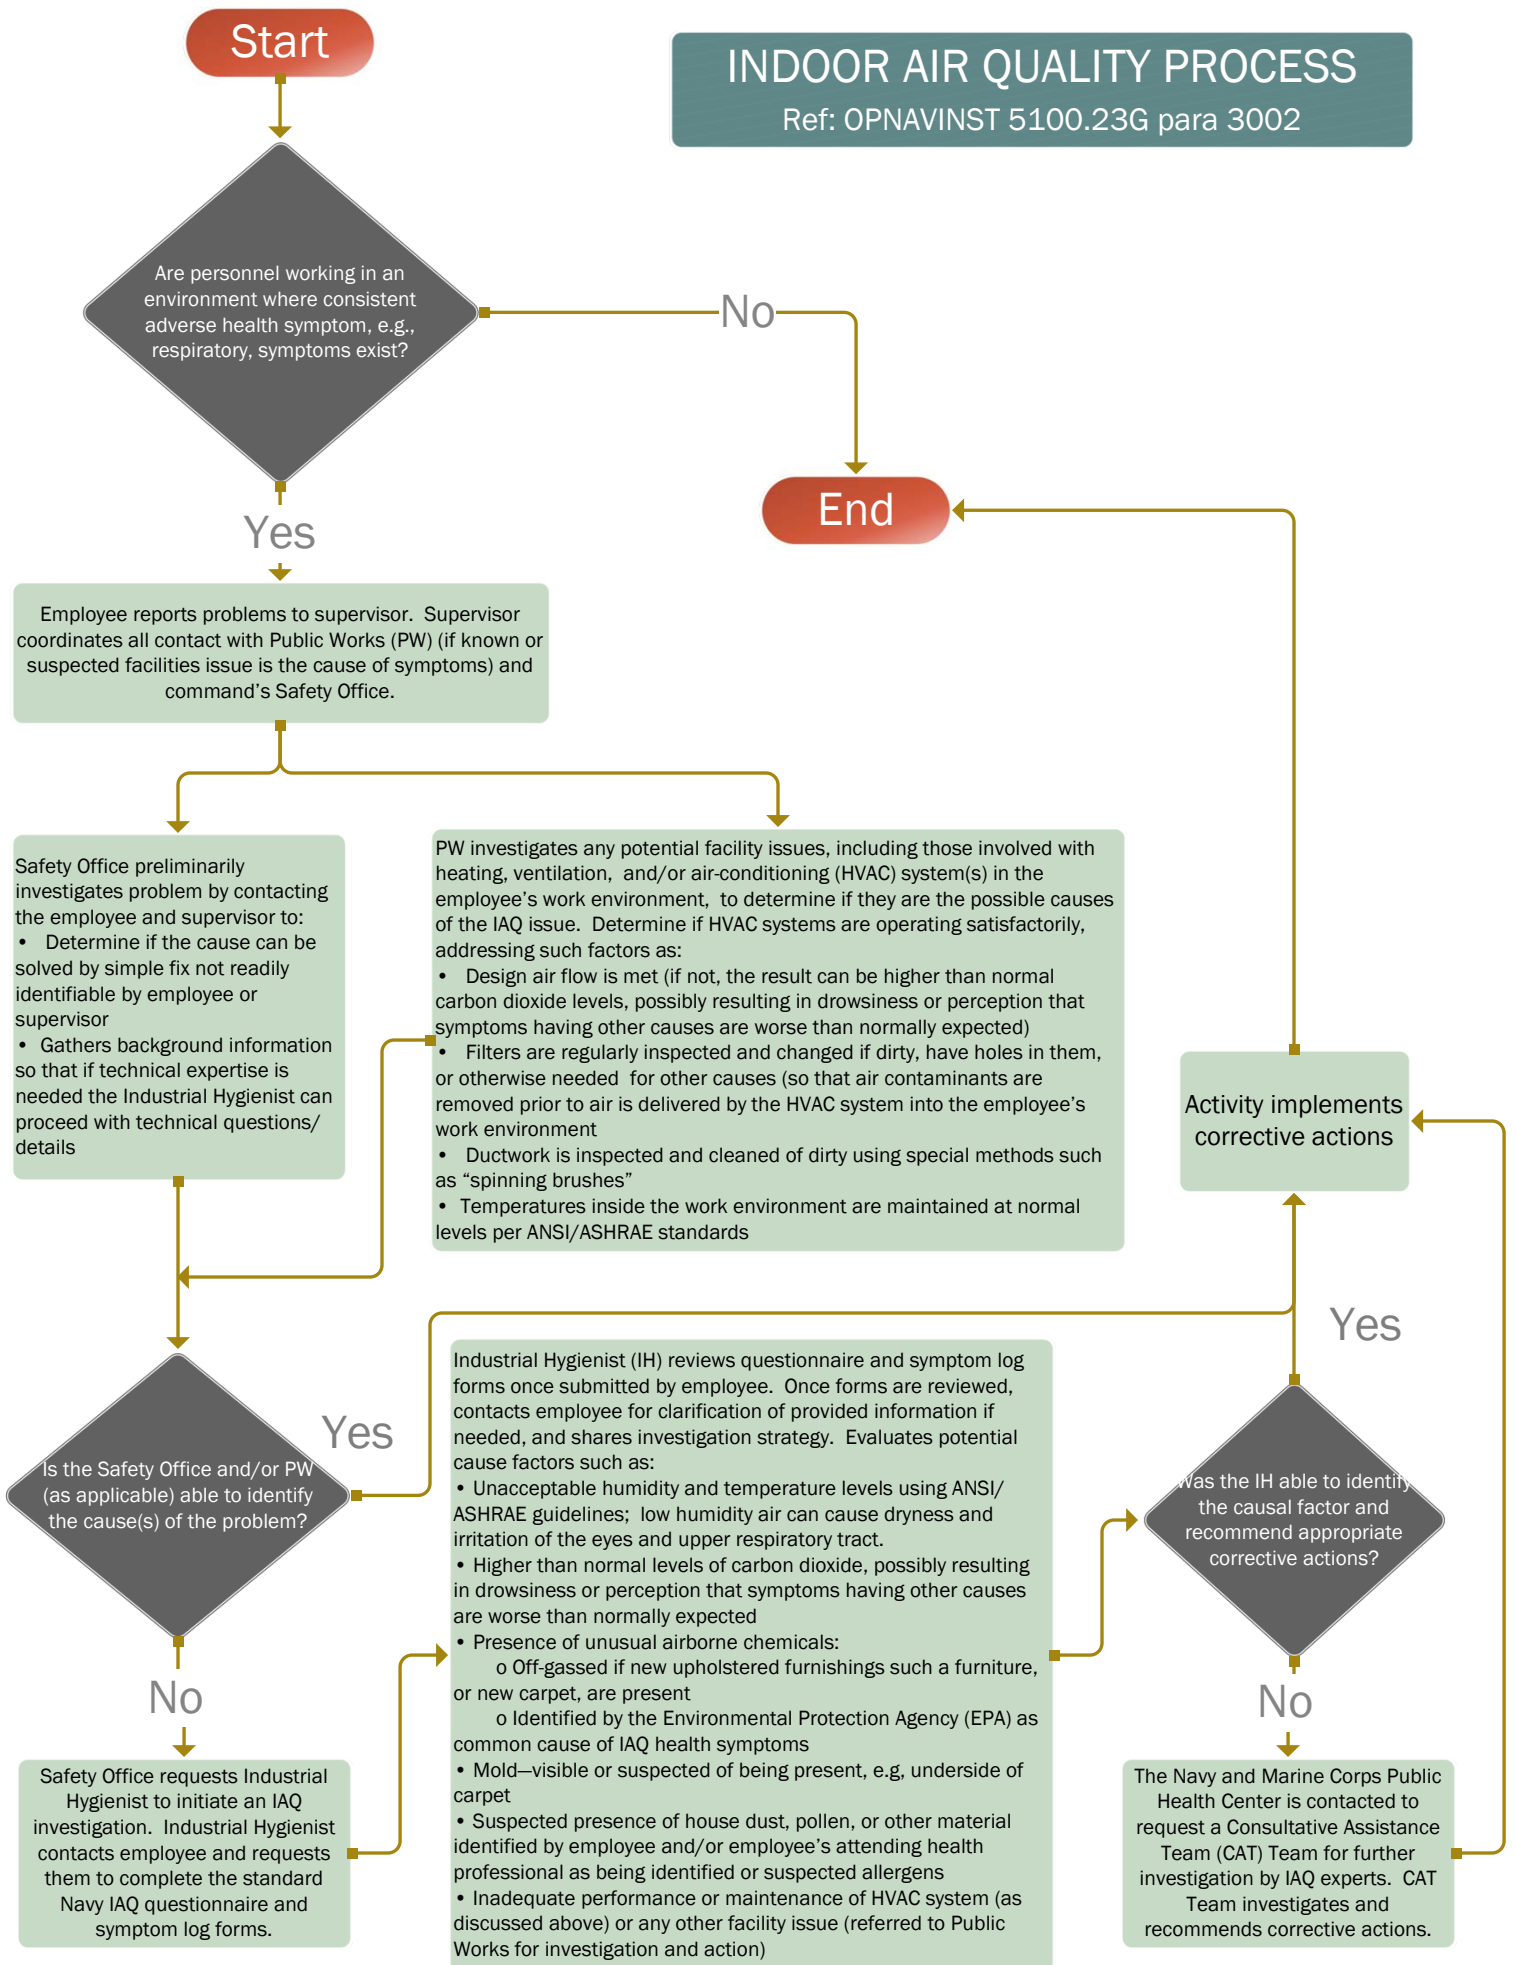 Start
INDOOR AIR QUALITY PROCESS
Ref: OPNAVINST 5100.23G para 3002
Are personnel working in an
environment where consistent
adverse health symptom, e.g.,
respiratory, symptoms exist?
No
End
Yes
Employee reports problems to supervisor.  Supervisor
coordinates all contact with Public Works (PW) (if known or
suspected facilities issue is the cause of symptoms) and
command’s Safety Office.
Safety Office preliminarily
investigates problem by contacting
the employee and supervisor to:
•   Determine if the cause can be
solved by simple fix not readily
identifiable by employee or
supervisor
•  Gathers background information
so that if technical expertise is
needed the Industrial Hygienist can
proceed with technical questions/
details
PW investigates any potential facility issues, including those involved with
heating, ventilation,  and/or air-conditioning (HVAC) system(s) in the
employee’s work environment,  to determine if they are the possible causes
of the IAQ issue.  Determine if HVAC systems are operating satisfactorily,
addressing such factors as:
•   Design air flow is met (if not, the result can be higher than normal
carbon dioxide levels, possibly resulting in drowsiness or perception that
symptoms having other causes are worse than normally expected)
•   Filters are regularly inspected and changed if dirty, have holes in them,
or otherwise needed  for other causes (so that air contaminants are
removed prior to air is delivered by the HVAC system into the employee’s
work environment
•   Ductwork is inspected and cleaned of dirty using special methods such
as “spinning brushes”
•  Temperatures inside the work environment are maintained at normal
levels per ANSI/ASHRAE standards
Activity implements
corrective actions
Is the Safety Office and/or PW
(as applicable) able to identify
the cause(s) of the problem?
Yes
No
Safety Office requests Industrial
Hygienist to initiate an IAQ
investigation.  Industrial Hygienist
contacts employee and requests
them to complete the standard
Navy IAQ questionnaire and
symptom log forms.
Industrial Hygienist (IH) reviews questionnaire and symptom log
forms once submitted by employee.  Once forms are reviewed,
contacts employee for clarification of provided information if
needed, and shares investigation strategy.  Evaluates potential
cause factors such as:
• Unacceptable humidity and temperature levels using ANSI/
ASHRAE guidelines;  low humidity air can cause dryness and
irritation of the eyes and upper respiratory tract.
• Higher than normal levels of carbon dioxide, possibly resulting
in drowsiness or perception that symptoms having other causes
are worse than normally expected
• Presence of unusual airborne chemicals:
o Off-gassed if new upholstered furnishings such a furniture,
or new carpet, are present
o Identified by the Environmental Protection Agency (EPA) as
common cause of IAQ health symptoms
• Mold—visible or suspected of being present, e.g, underside of
carpet
• Suspected presence of house dust, pollen, or other material
identified by employee and/or employee’s attending health
professional as being identified or suspected allergens
• Inadequate performance or maintenance of HVAC system (as
discussed above) or any other facility issue (referred to Public
Works for investigation and action)
Yes
Was the IH able to identify
the causal factor and
recommend appropriate
corrective actions?
No
The Navy and Marine Corps Public
Health Center is contacted to
request a Consultative Assistance
Team (CAT) Team for further
investigation by IAQ experts.  CAT
Team investigates and
recommends corrective actions.